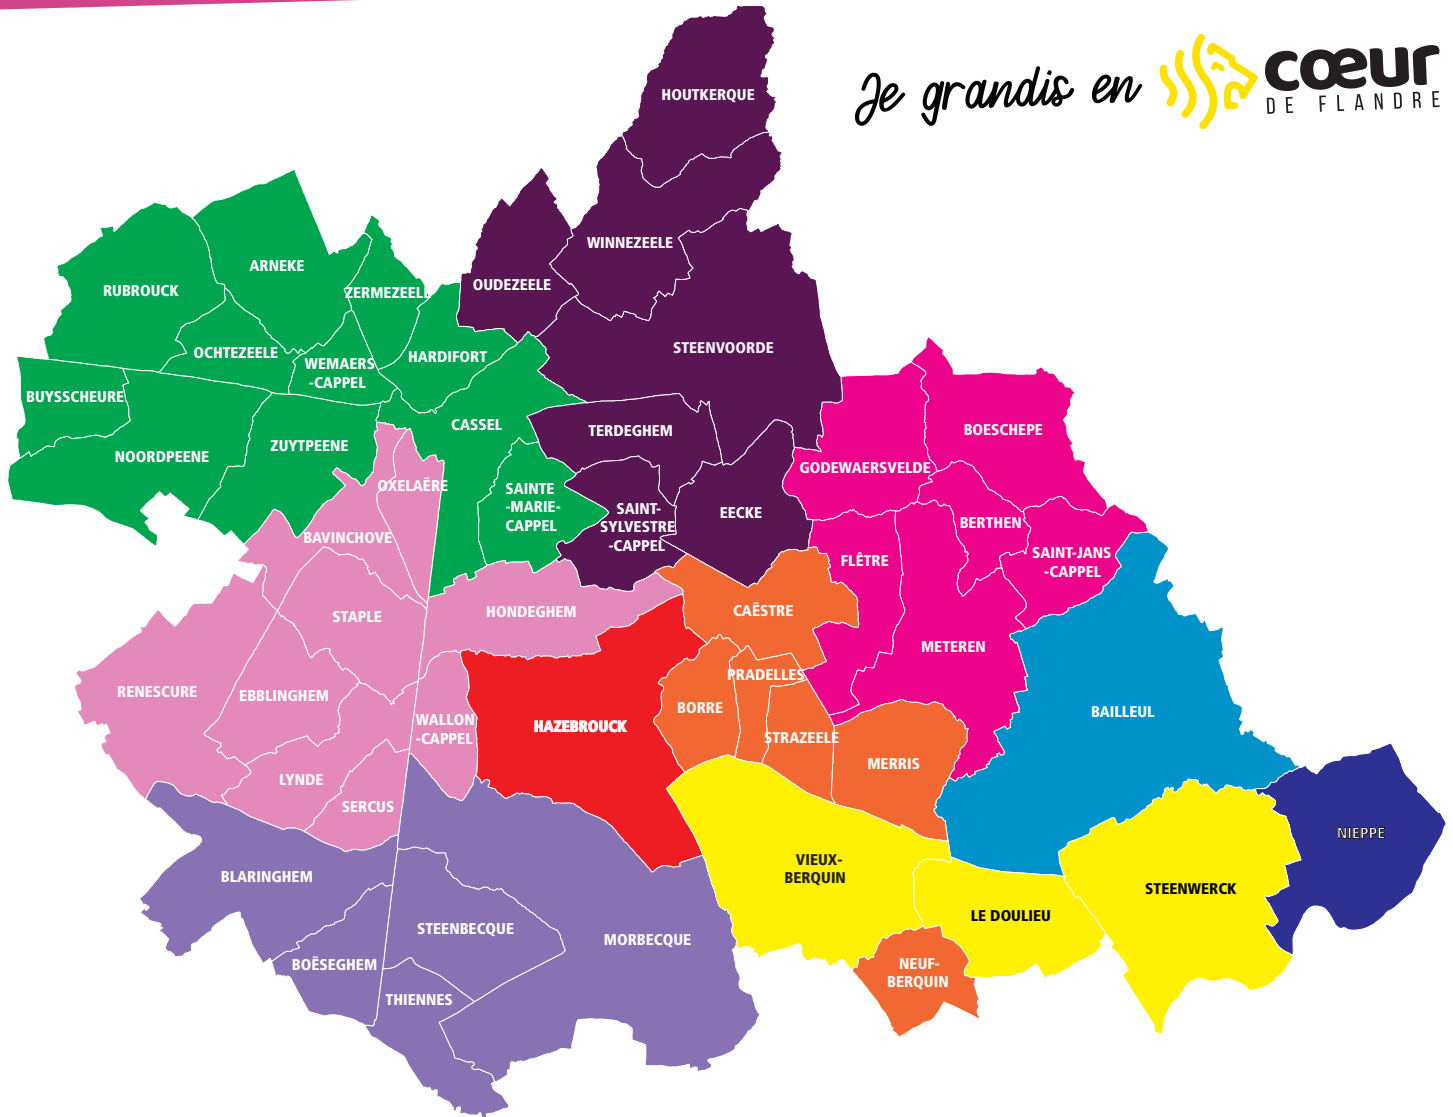 Je grandis en
cœur
DE FLANDRE
HOUTKERQUE
WINNEZEELE
OUDEZEELE
STEENVOORDE
TERDEGHEM
SAINT-
SYLVESTRE
-CAPPEL
EECKE
ARNEKE
RUBROUCK
ZERMEZEELE
OCHTEZEELE
WEMAERS
-CAPPEL
HARDIFORT
BUYSSCHEURE
NOORDPEENE
ZUYTPEENE
CASSEL
SAINTE
-MARIE-
CAPPEL
OXELAËRE
BAVINCHOVE
STAPLE
HONDEGHEM
RENESCURE
EBBLINGHEM
WALLON
-CAPPEL
LYNDE
SERCUS
HAZEBROUCK
BOESCHEPE
GODEWAERSVELDE
BERTHEN
SAINT-JANS
-CAPPEL
FLÊTRE
METEREN
CAËSTRE
PRADELLES
BORRE
STRAZEELE
MERRIS
BAILLEUL
NIEPPE
VIEUX-
BERQUIN
LE DOULIEU
STEENWERCK
NEUF-
BERQUIN
BLARINGHEM
STEENBECQUE
MORBECQUE
BOËSEGHEM
THIENNES